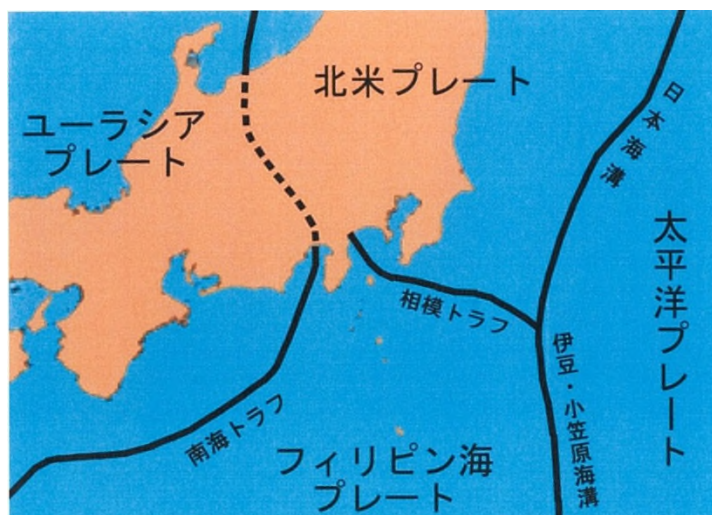 北米プレート
ユーラシア
プレート
日本海溝
太平洋プレート
相模トラフ
伊豆・小笠原海溝
南海トラフ
フィリピン海
プレート